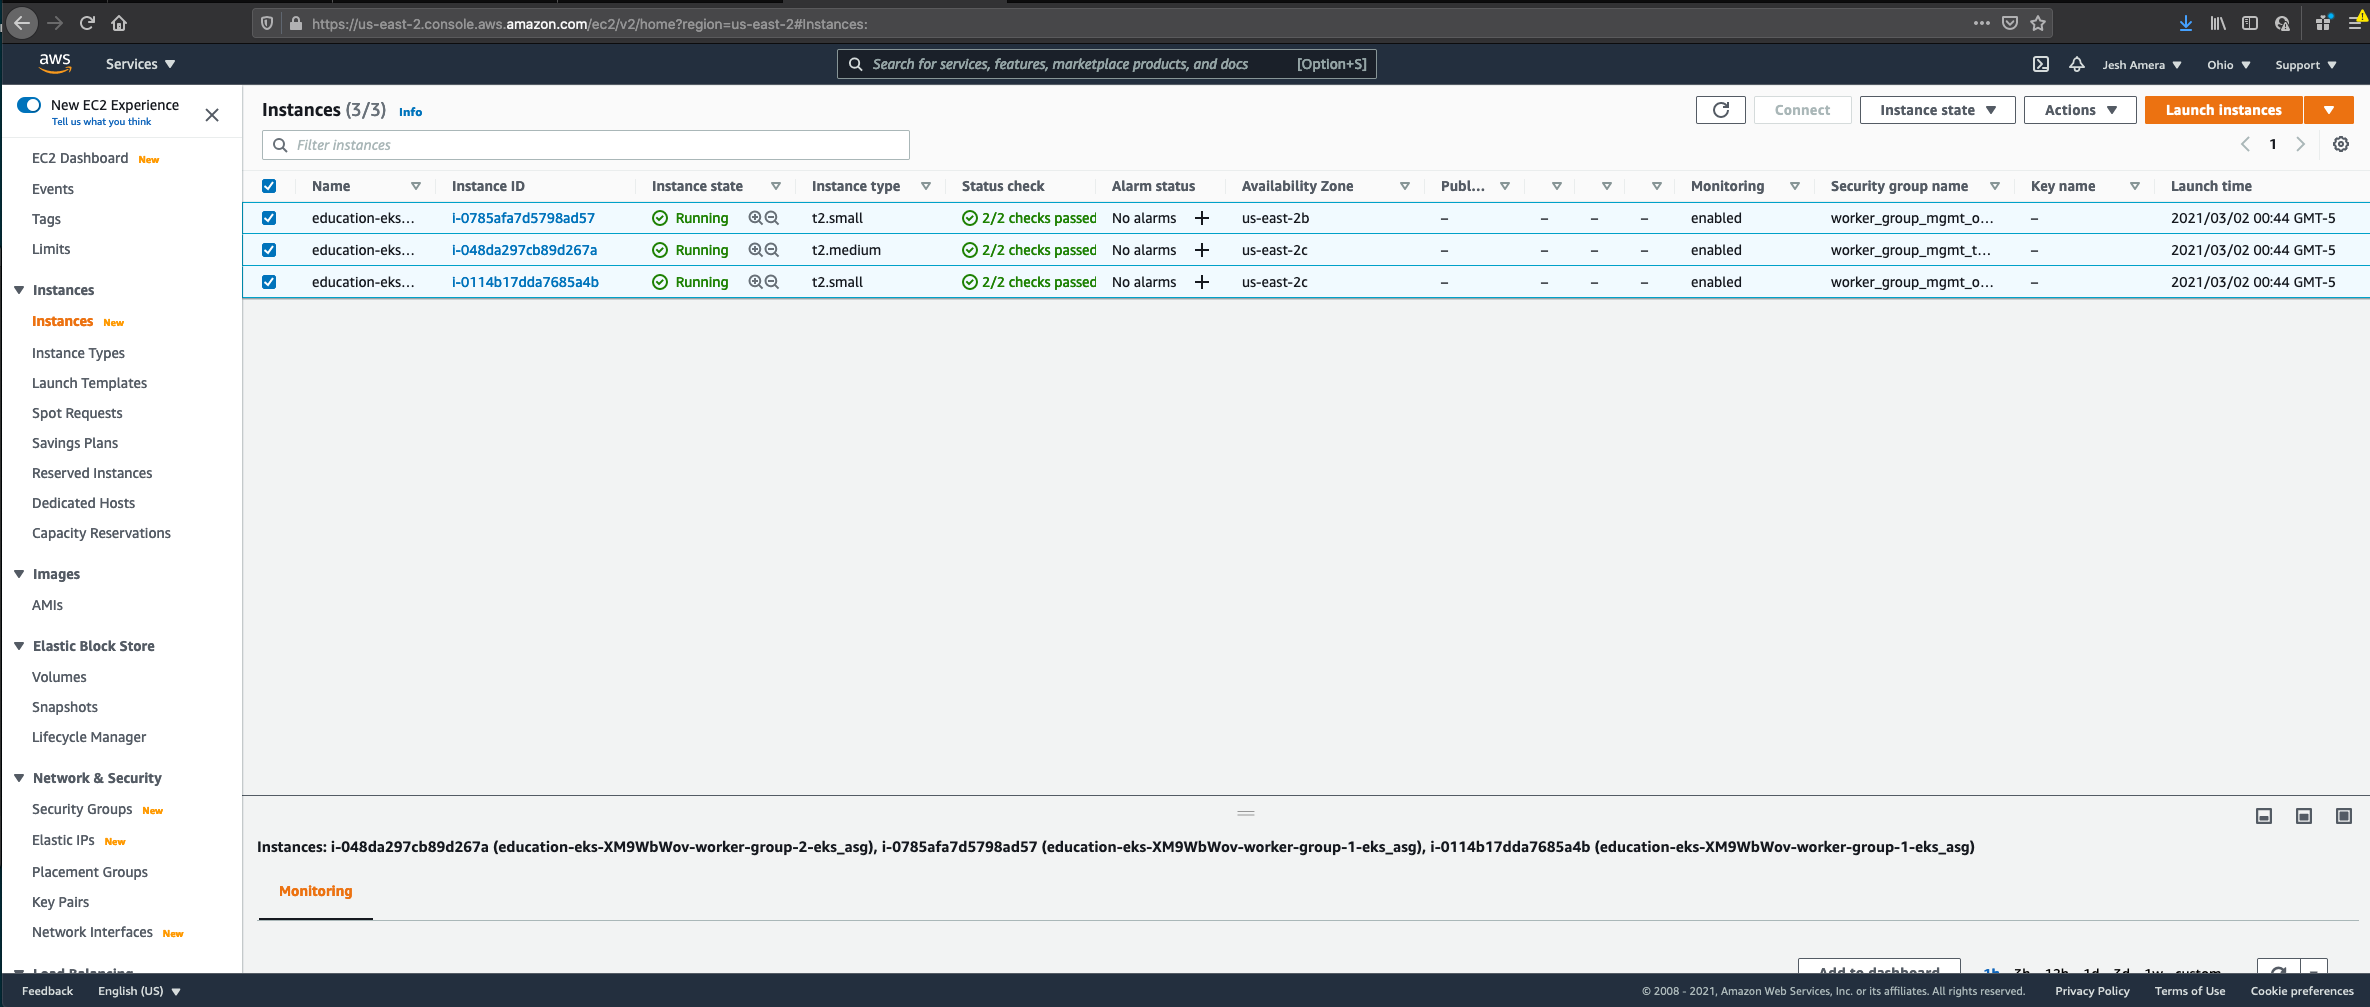 https://us-east-2.console.aws.amazon.com/ec2/v2/home?region=us-east-2#Instances:
aws Services Search for services, features, marketplace products, and docs [Option+S] Jesh Amera Ohio Support
New EC2 Experience
Tell us what you think
EC2 Dashboard New
Events
Tags
Limits
Instances
Instances New
Instance Types
Launch Templates
Spot Requests
Savings Plans
Reserved Instances
Dedicated Hosts
Capacity Reservations
Images
AMIs
Elastic Block Store
Volumes
Snapshots
Lifecycle Manager
Network & Security
Security Groups New
Elastic IPs New
Placement Groups
Key Pairs
Network Interfaces New
Load Balancing
Instances (3/3) Info
Connect Instance state Actions Launch instances
Filter instances
1
Name Instance ID Instance state Instance type Status check Alarm status Availability Zone Publ... Monitoring Security group name Key name Launch time
education-eks... i-0785afa7d5798ad57 Running t2.small 2/2 checks passed No alarms + us-east-2b – – – – enabled worker_group_mgmt_o... – 2021/03/02 00:44 GMT-5
education-eks... i-048da297cb89d267a Running t2.medium 2/2 checks passed No alarms + us-east-2c – – – – enabled worker_group_mgmt_t... – 2021/03/02 00:44 GMT-5
education-eks... i-0114b17dda7685a4b Running t2.small 2/2 checks passed No alarms + us-east-2c – – – – enabled worker_group_mgmt_o... – 2021/03/02 00:44 GMT-5
Instances: i-048da297cb89d267a (education-eks-XM9WbWov-worker-group-2-eks_asg), i-0785afa7d5798ad57 (education-eks-XM9WbWov-worker-group-1-eks_asg), i-0114b17dda7685a4b (education-eks-XM9WbWov-worker-group-1-eks_asg)
Monitoring
Add to dashboard 1h 3h 12h 1d 3d 1w custom
Feedback English (US) © 2008 - 2021, Amazon Web Services, Inc. or its affiliates. All rights reserved. Privacy Policy Terms of Use Cookie preferences